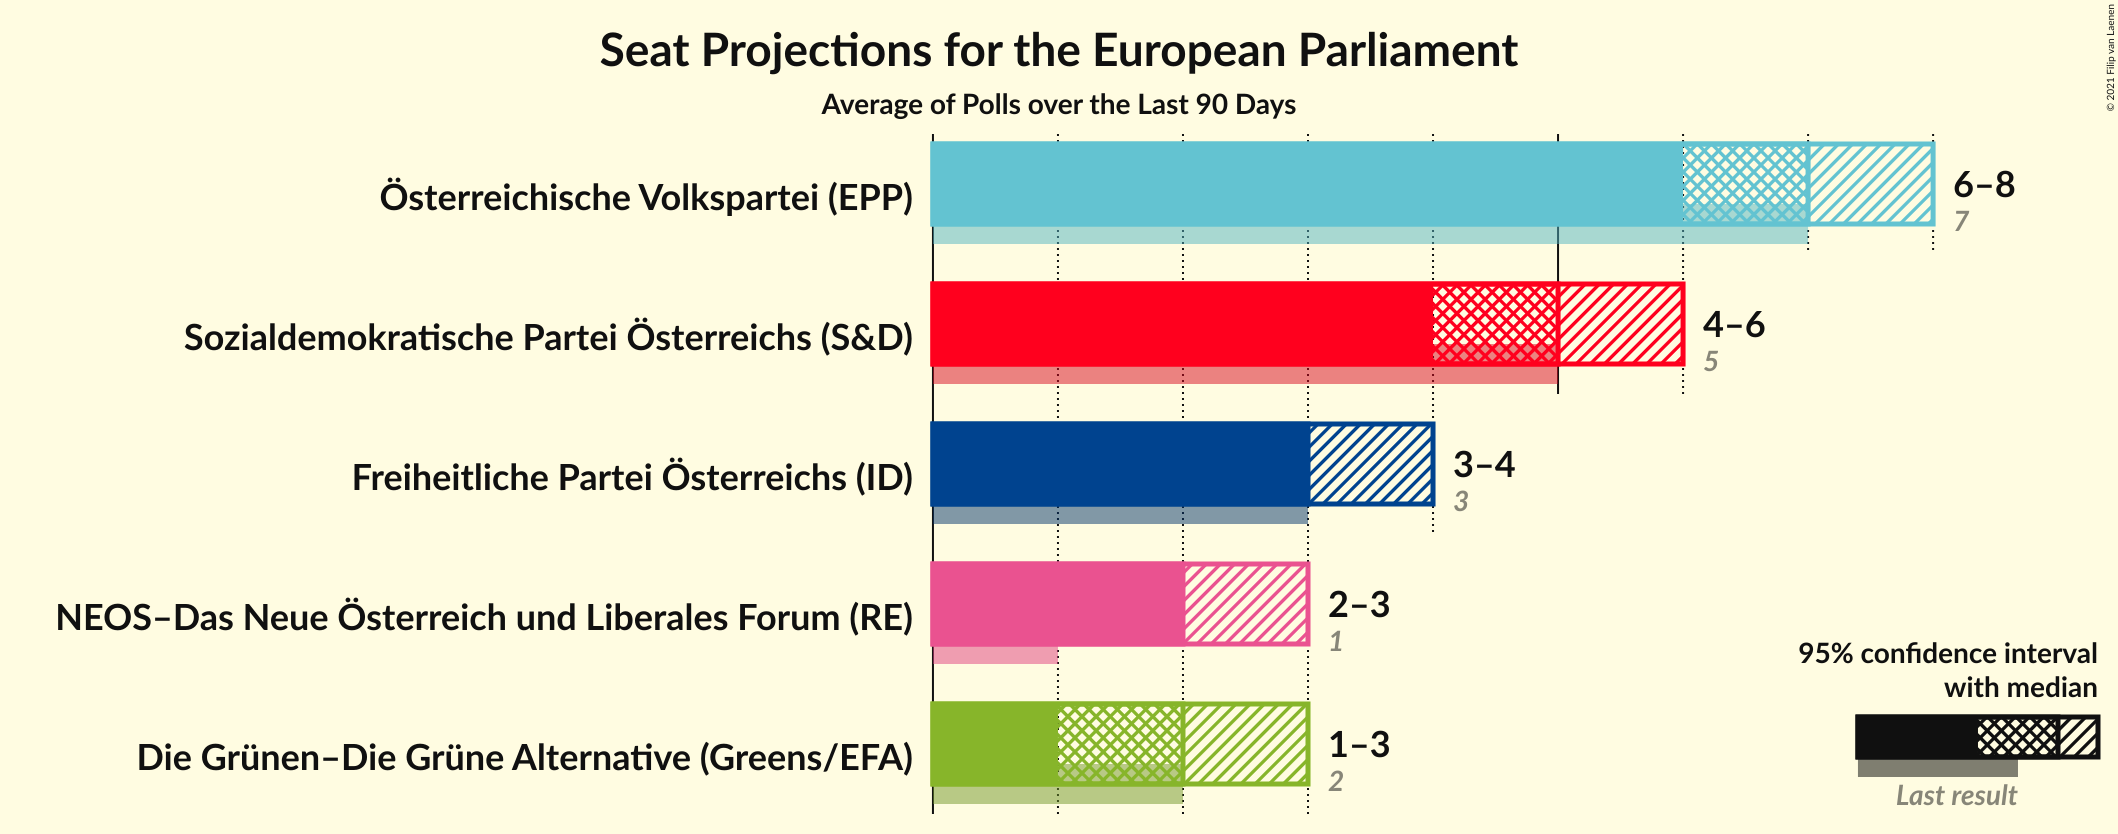 Seat Projections for the European Parliament
Average of Polls over the Last 90 Days
Österreichische Volkspartei (EPP)
6–8
7
Sozialdemokratische Partei Österreichs (S&D)
4–6
5
Freiheitliche Partei Österreichs (ID)
3–4
3
NEOS–Das Neue Österreich und Liberales Forum (RE)
2–3
1
Die Grünen–Die Grüne Alternative (Greens/EFA)
1–3
2
95% confidence interval
with median
Last result
© 2021 Filip van Laenen